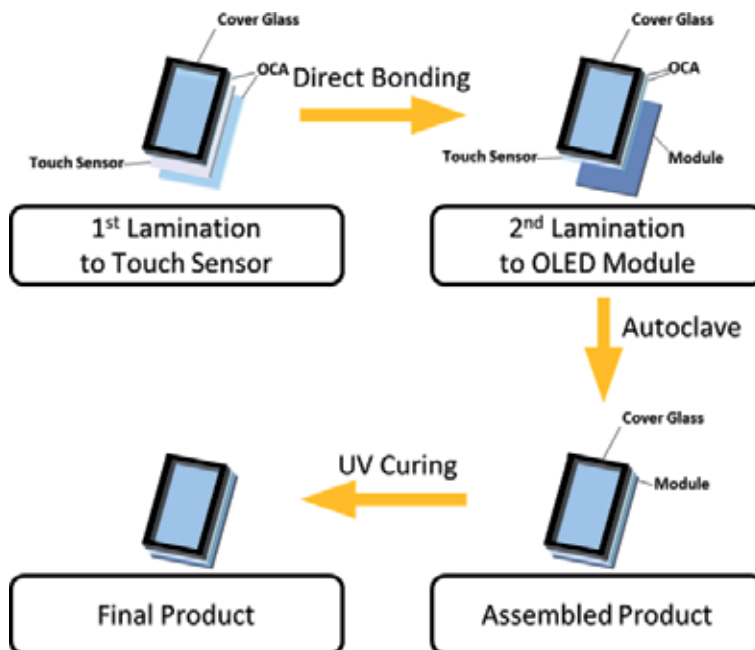 Cover Glass
OCA
Touch Sensor
1st Lamination
to Touch Sensor
Direct Bonding
Cover Glass
OCA
Touch Sensor
Module
2nd Lamination
to OLED Module
Autoclave
Cover Glass
Module
Assembled Product
UV Curing
Final Product